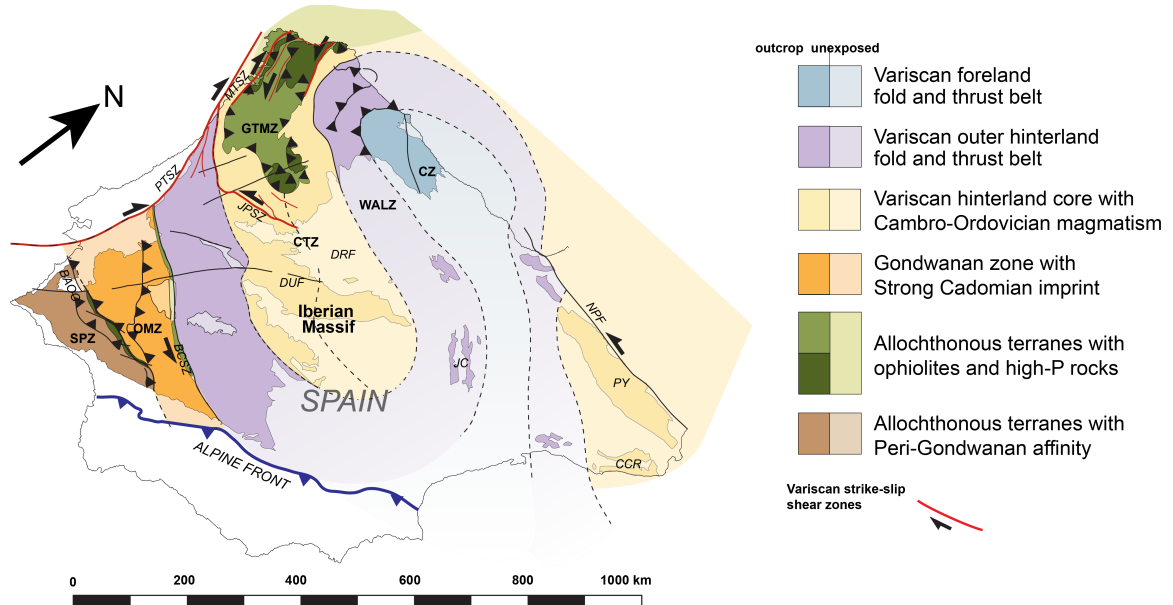 N
MTSZ
GTMZ
PTSZ
JPSZ
CZ
WALZ
CTZ
DRF
DUF
Iberian
Massif
BAOC
SPZ
OMZ
BCSZ
NPF
JC
PY
CCR
SPAIN
ALPINE FRONT
0 200 400 600 800 1000 km
outcrop unexposed
Variscan foreland
fold and thrust belt
Variscan outer hinterland
fold and thrust belt
Variscan hinterland core with
Cambro-Ordovician magmatism
Gondwanan zone with
Strong Cadomian imprint
Allochthonous terranes with
ophiolites and high-P rocks
Allochthonous terranes with
Peri-Gondwanan affinity
Variscan strike-slip
shear zones